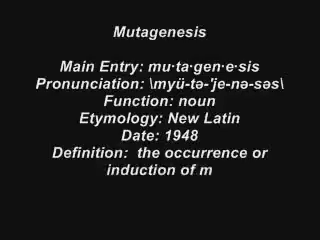 Mutagenesis
Main Entry: mu·ta·gen·e·sis
Pronunciation: \myü-tə-'je-nə-səs\
Function: noun
Etymology: New Latin
Date: 1948
Definition:  the occurrence or
induction of m